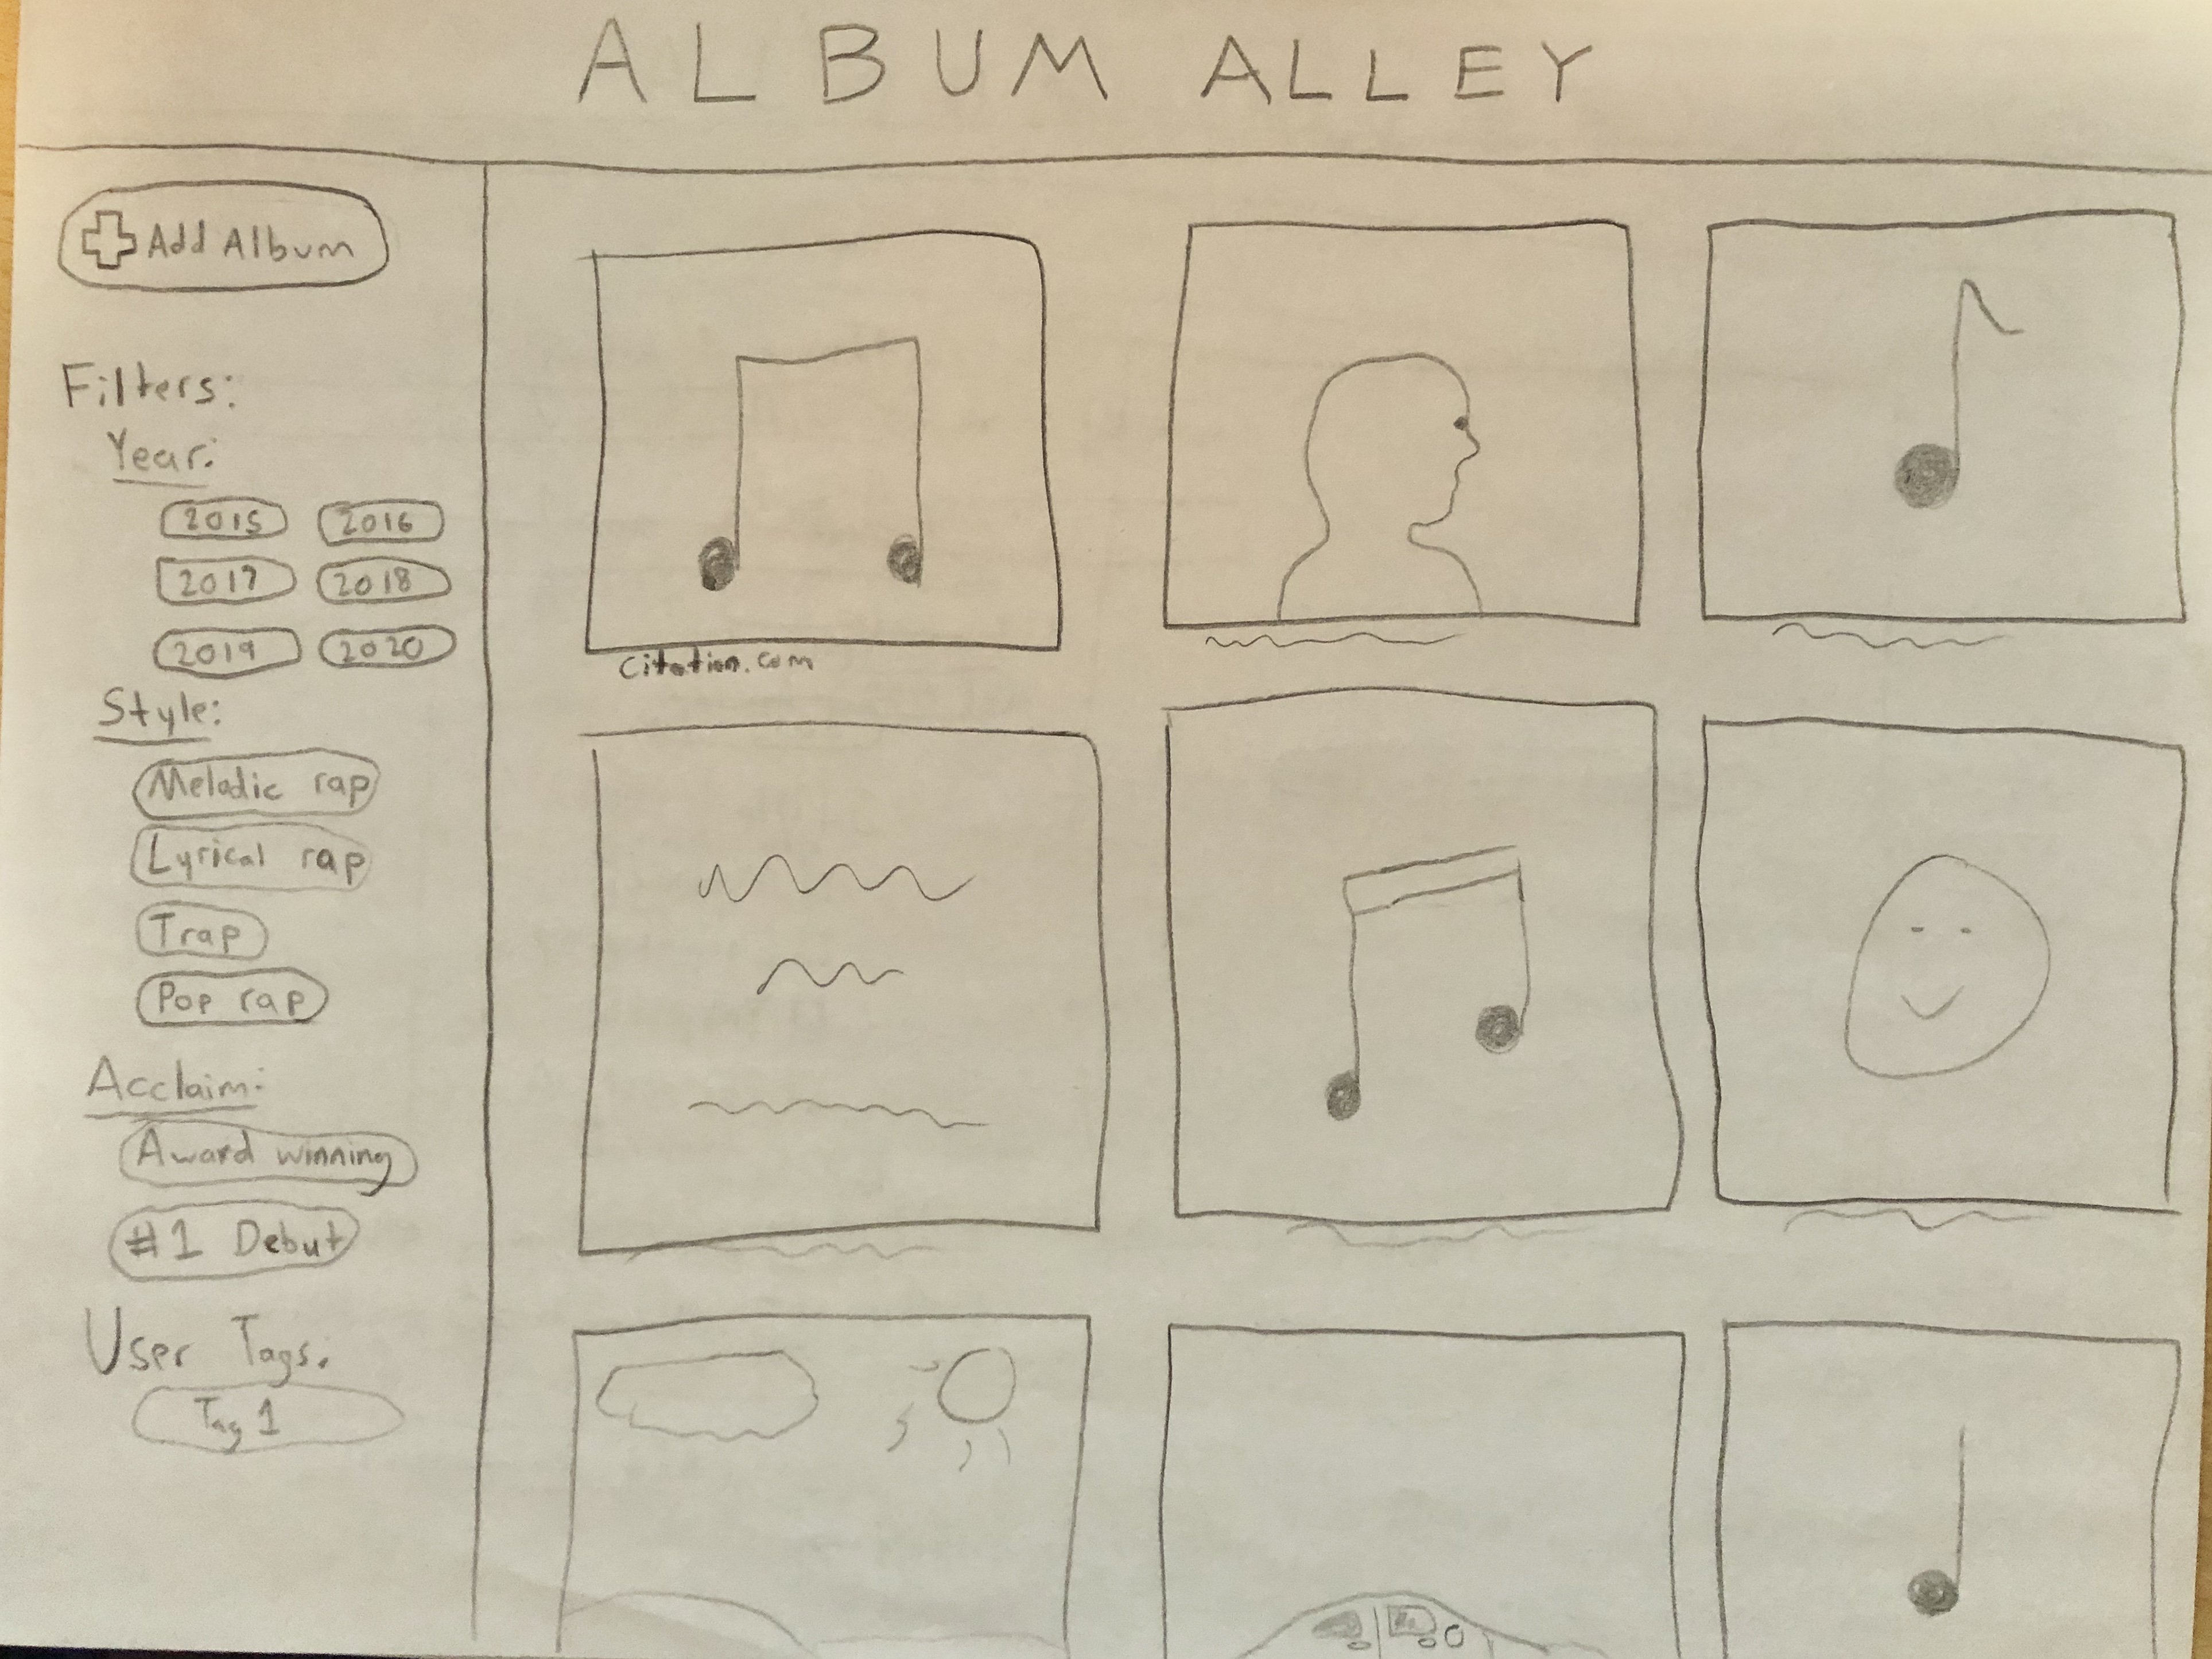 ALBUM ALLEY
Add Album
Filters:
Year:
2015 2016
2017 2018
2019 2020
Style:
Melodic rap
Lyrical rap
Trap
Pop rap
Acclaim:
Award winning
#1 Debut
User Tags:
Tag 1
Citation.com